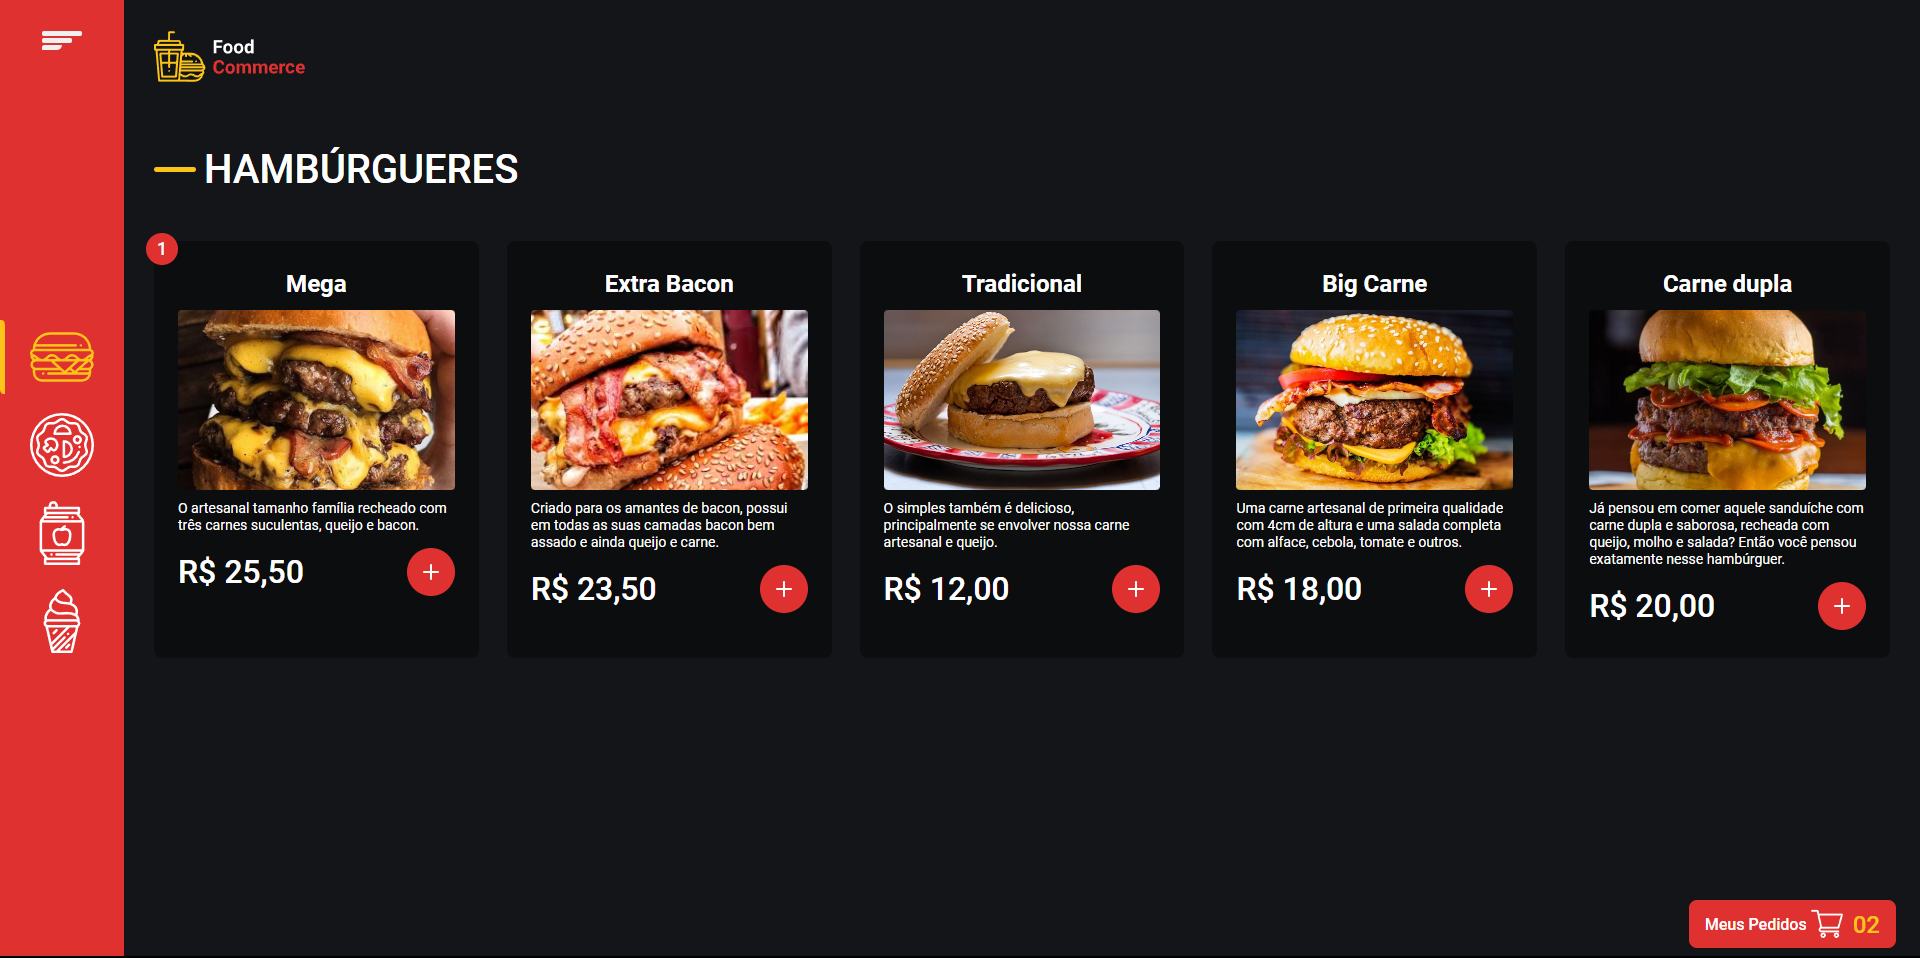 Food
Commerce
HAMBÚRGUERES
1
Mega
O artesanal tamanho família recheado com
três carnes suculentas, queijo e bacon.
R$ 25,50
+
Extra Bacon
Criado para os amantes de bacon, possui
em todas as suas camadas bacon bem
assado e ainda queijo e carne.
R$ 23,50
+
Tradicional
O simples também é delicioso,
principalmente se envolver nossa carne
artesanal e queijo.
R$ 12,00
+
Big Carne
Uma carne artesanal de primeira qualidade
com 4cm de altura e uma salada completa
com alface, cebola, tomate e outros.
R$ 18,00
+
Carne dupla
Já pensou em comer aquele sanduíche com
carne dupla e saborosa, recheada com
queijo, molho e salada? Então você pensou
exatamente nesse hambúrguer.
R$ 20,00
+
Meus Pedidos 02